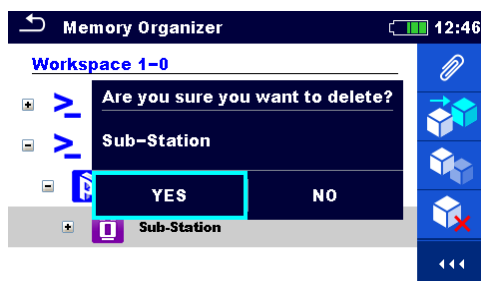 Memory Organizer
12:46
Workspace 1-0
Are you sure you want to delete?
Sub-Station
YES
NO
Sub-Station